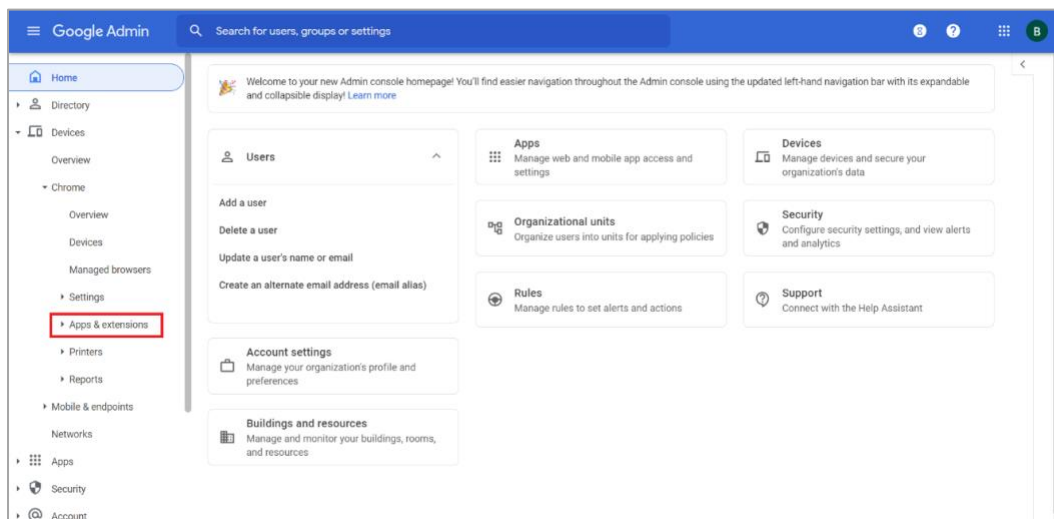 Google Admin
Search for users, groups or settings
?
B
Home
Directory
Devices
Overview
Chrome
Overview
Devices
Managed browsers
Settings
Apps & extensions
Printers
Reports
Mobile & endpoints
Networks
Apps
Security
Account
Welcome to your new Admin console homepage! You'll find easier navigation throughout the Admin console using the updated left-hand navigation bar with its expandable
and collapsible display! Learn more
Users
Add a user
Delete a user
Update a user's name or email
Create an alternate email address (email alias)
Account settings
Manage your organization's profile and
preferences
Buildings and resources
Manage and monitor your buildings, rooms,
and resources
Apps
Manage web and mobile app access and
settings
Organizational units
Organize users into units for applying policies
Rules
Manage rules to set alerts and actions
Devices
Manage devices and secure your
organization's data
Security
Configure security settings, and view alerts
and analytics
Support
Connect with the Help Assistant